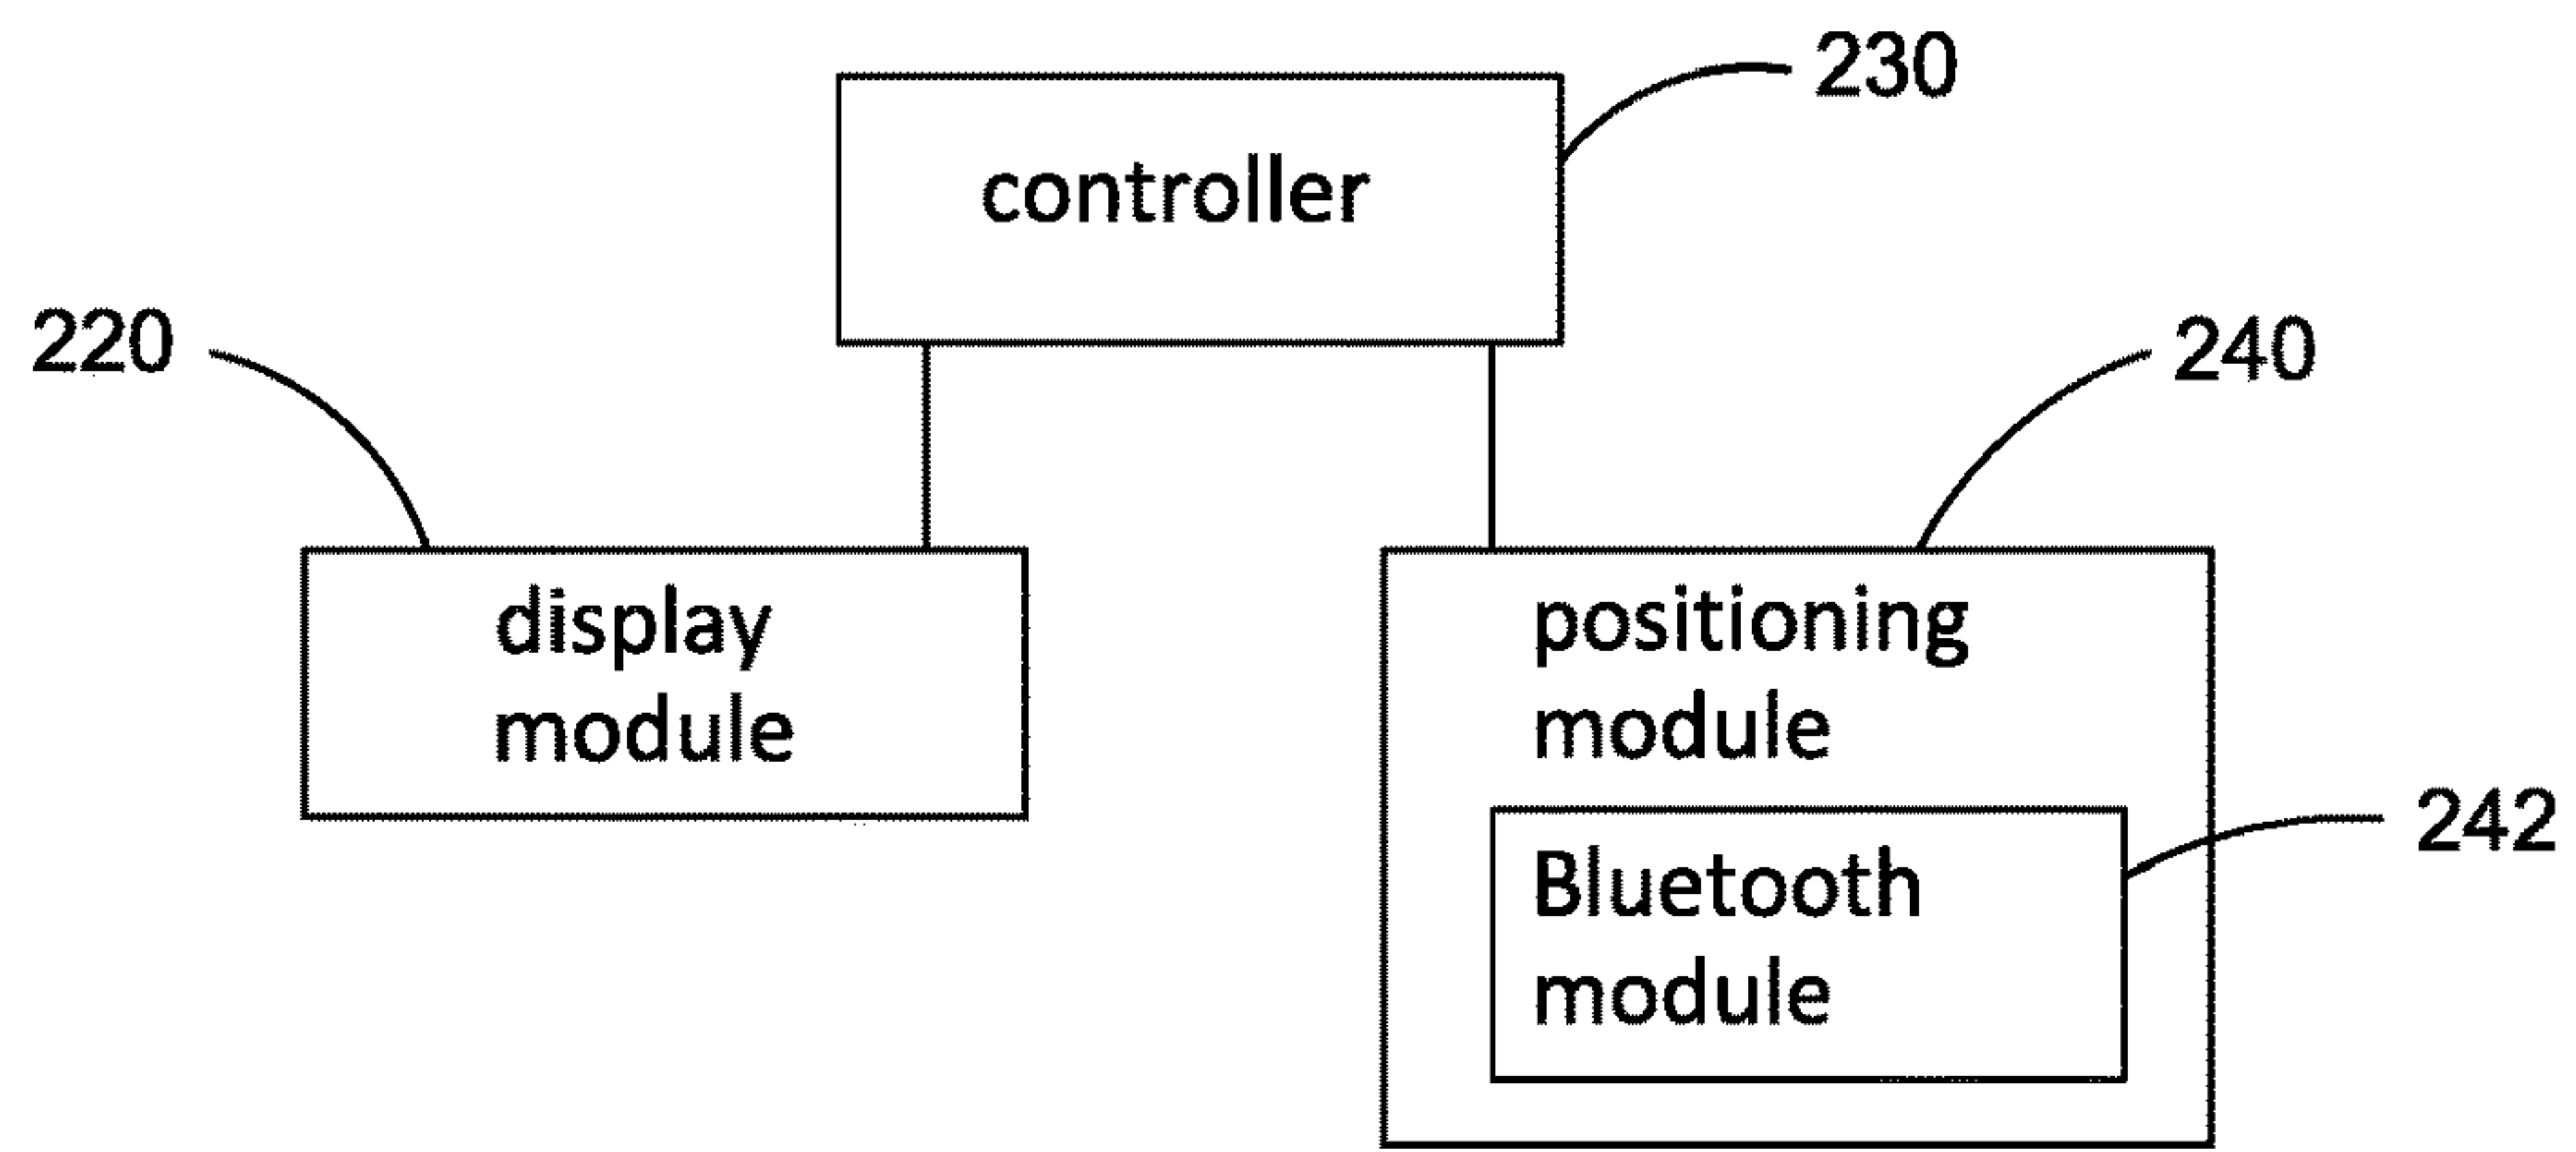 230
controller
220
240
display
module
positioning
module
242
Bluetooth
module